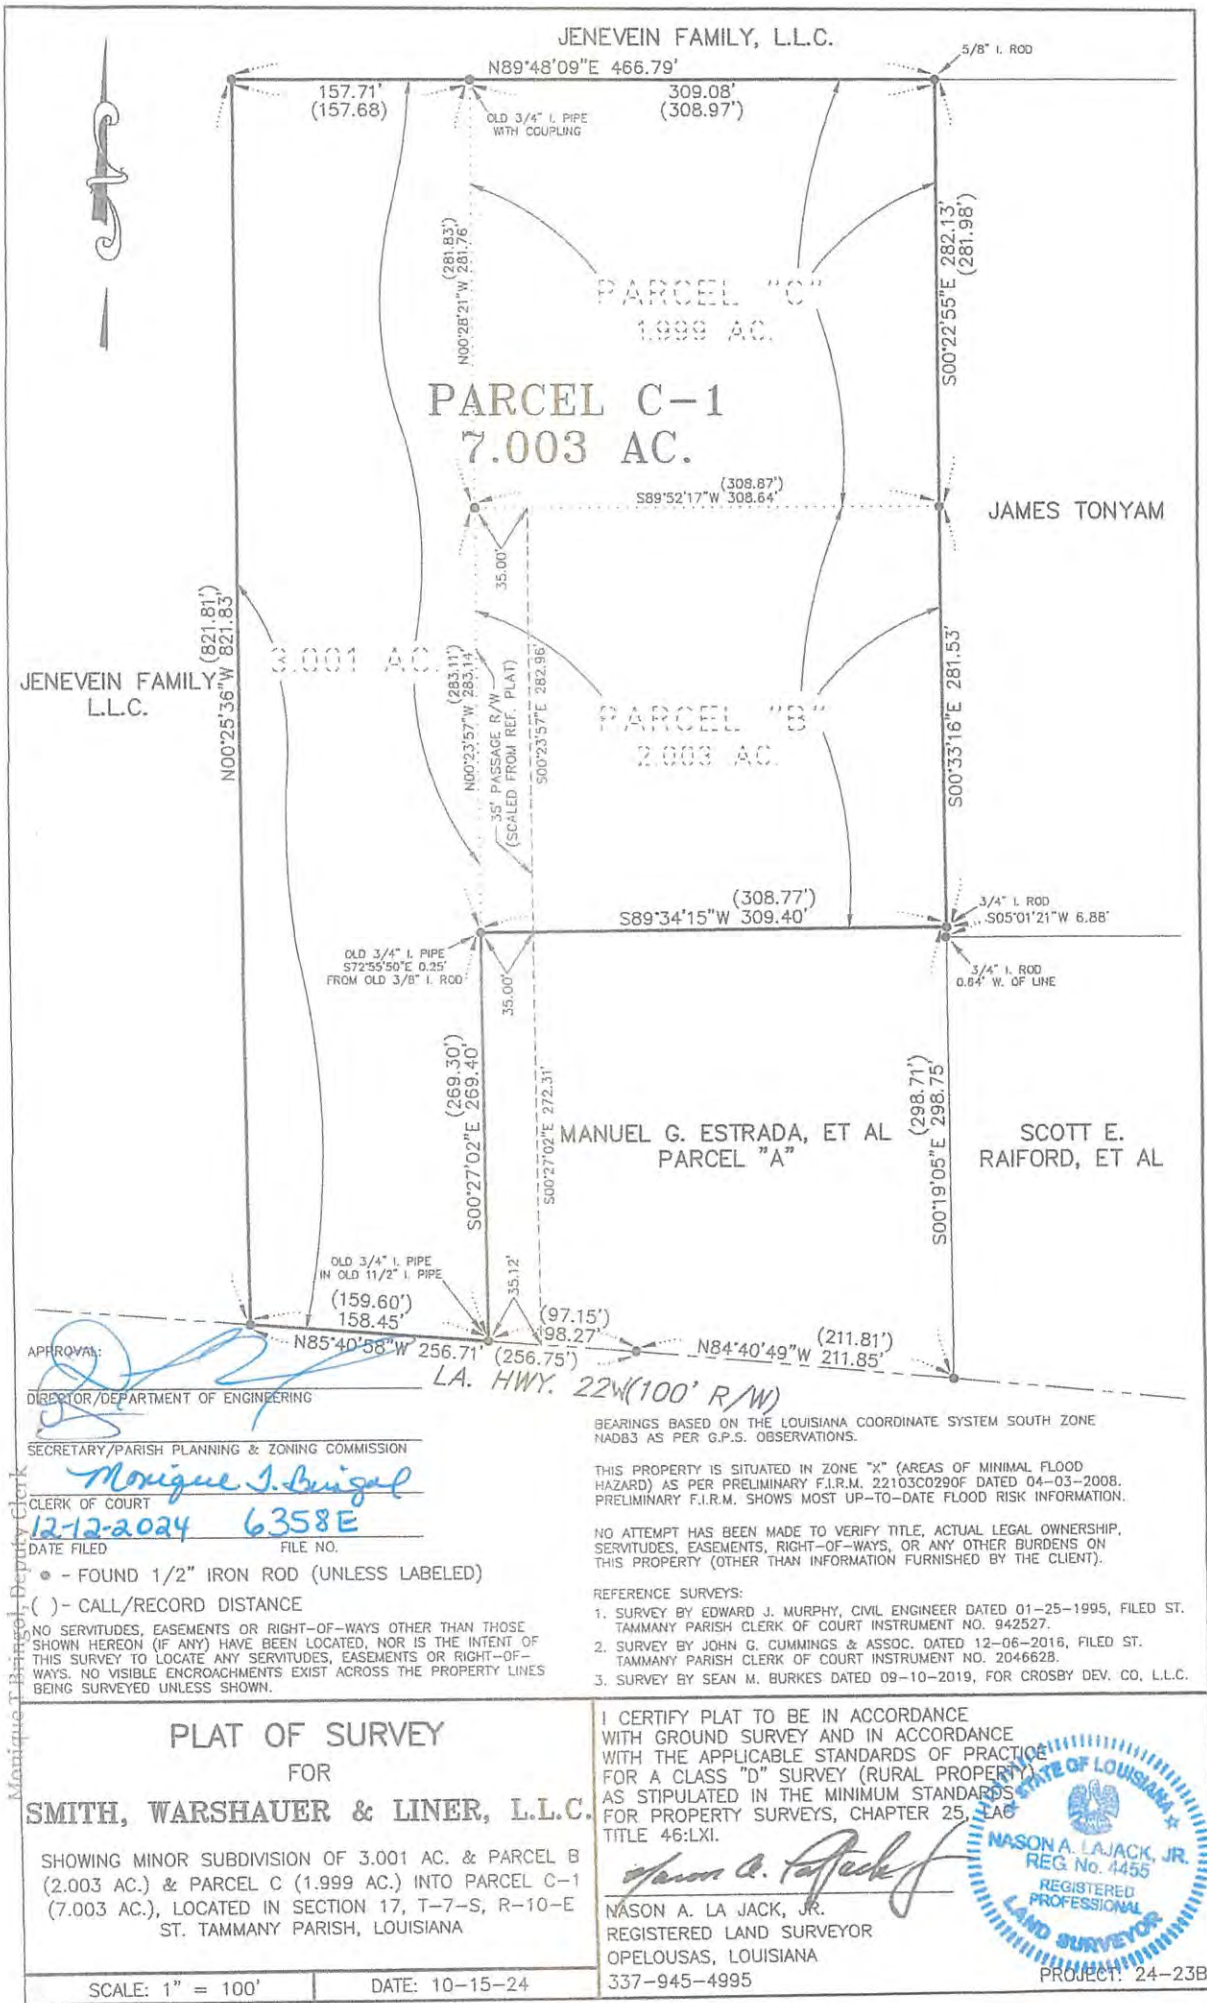 JENEVEIN FAMILY, L.L.C.
5/8" I. ROD
N89°48'09"E 466.79'
157.71'
(157.68)
309.08'
(308.97')
OLD 3/4" I. PIPE
WITH COUPLING
(281.83')
N00°28'21"W 281.76'
S00°22'55"E 282.13'
(281.98')
PARCEL "C"
1.999 AC.
PARCEL C-1
7.003 AC.
(308.87')
S89°52'17"W 308.64'
JAMES TONYAM
35.00'
(821.81')
N00°25'36"W 821.83'
3.001 AC.
JENEVEIN FAMILY
L.L.C.
(283.11')
N00°23'57"W 283.14'
35' PASSAGE R/W
(SCALED FROM REF. PLAT)
S00°23'57"E 282.96'
PARCEL "B"
2.003 AC.
S00°33'16"E 281.53'
(308.77')
S89°34'15"W 309.40'
3/4" I. ROD
S05°01'21"W 6.88'
OLD 3/4" I. PIPE
S72°55'50"E 0.25'
FROM OLD 3/8" I. ROD
35.00'
3/4" I. ROD
0.64' W. OF LINE
(269.30')
S00°27'02"E 269.40'
S00°27'02"E 272.31'
MANUEL G. ESTRADA, ET AL
PARCEL "A"
(298.71')
S00°19'05"E 298.75'
SCOTT E.
RAIFORD, ET AL
OLD 3/4" I. PIPE
IN OLD 11/2" I. PIPE
35.12'
(159.60')
158.45'
(97.15')
98.27'
N85°40'58"W 256.71'
(256.75')
(211.81')
N84°40'49"W 211.85'
LA. HWY. 22W(100' R/W)
APPROVAL:
DIRECTOR/DEPARTMENT OF ENGINEERING
SECRETARY/PARISH PLANNING & ZONING COMMISSION
Monique T. Bringol
CLERK OF COURT
12-12-2024 6358E
DATE FILED FILE NO.
Monique T Bringol, Deputy Clerk
- FOUND 1/2" IRON ROD (UNLESS LABELED)
( )- CALL/RECORD DISTANCE
NO SERVITUDES, EASEMENTS OR RIGHT-OF-WAYS OTHER THAN THOSE
SHOWN HEREON (IF ANY) HAVE BEEN LOCATED, NOR IS THE INTENT OF
THIS SURVEY TO LOCATE ANY SERVITUDES, EASEMENTS OR RIGHT-OF-
WAYS. NO VISIBLE ENCROACHMENTS EXIST ACROSS THE PROPERTY LINES
BEING SURVEYED UNLESS SHOWN.
BEARINGS BASED ON THE LOUISIANA COORDINATE SYSTEM SOUTH ZONE
NAD83 AS PER G.P.S. OBSERVATIONS.
THIS PROPERTY IS SITUATED IN ZONE "X" (AREAS OF MINIMAL FLOOD
HAZARD) AS PER PRELIMINARY F.I.R.M. 22103C0290F DATED 04-03-2008.
PRELIMINARY F.I.R.M. SHOWS MOST UP-TO-DATE FLOOD RISK INFORMATION.
NO ATTEMPT HAS BEEN MADE TO VERIFY TITLE, ACTUAL LEGAL OWNERSHIP,
SERVITUDES, EASEMENTS, RIGHT-OF-WAYS, OR ANY OTHER BURDENS ON
THIS PROPERTY (OTHER THAN INFORMATION FURNISHED BY THE CLIENT).
REFERENCE SURVEYS:
1. SURVEY BY EDWARD J. MURPHY, CIVIL ENGINEER DATED 01-25-1995, FILED ST.
TAMMANY PARISH CLERK OF COURT INSTRUMENT NO. 942527.
2. SURVEY BY JOHN G. CUMMINGS & ASSOC. DATED 12-06-2016, FILED ST.
TAMMANY PARISH CLERK OF COURT INSTRUMENT NO. 2046628.
3. SURVEY BY SEAN M. BURKES DATED 09-10-2019, FOR CROSBY DEV. CO, L.L.C.
PLAT OF SURVEY
FOR
SMITH, WARSHAUER & LINER, L.L.C.
SHOWING MINOR SUBDIVISION OF 3.001 AC. & PARCEL B
(2.003 AC.) & PARCEL C (1.999 AC.) INTO PARCEL C-1
(7.003 AC.), LOCATED IN SECTION 17, T-7-S, R-10-E
ST. TAMMANY PARISH, LOUISIANA
SCALE: 1" = 100' DATE: 10-15-24
I CERTIFY PLAT TO BE IN ACCORDANCE
WITH GROUND SURVEY AND IN ACCORDANCE
WITH THE APPLICABLE STANDARDS OF PRACTICE
FOR A CLASS "D" SURVEY (RURAL PROPERTY)
AS STIPULATED IN THE MINIMUM STANDARDS
FOR PROPERTY SURVEYS, CHAPTER 25, LAC
TITLE 46:LXI.
NASON A. LA JACK, JR.
REGISTERED LAND SURVEYOR
OPELOUSAS, LOUISIANA
337-945-4995
STATE OF LOUISIANA
NASON A. LAJACK, JR.
REG. No. 4455
REGISTERED
PROFESSIONAL
LAND SURVEYOR
PROJECT: 24-23B